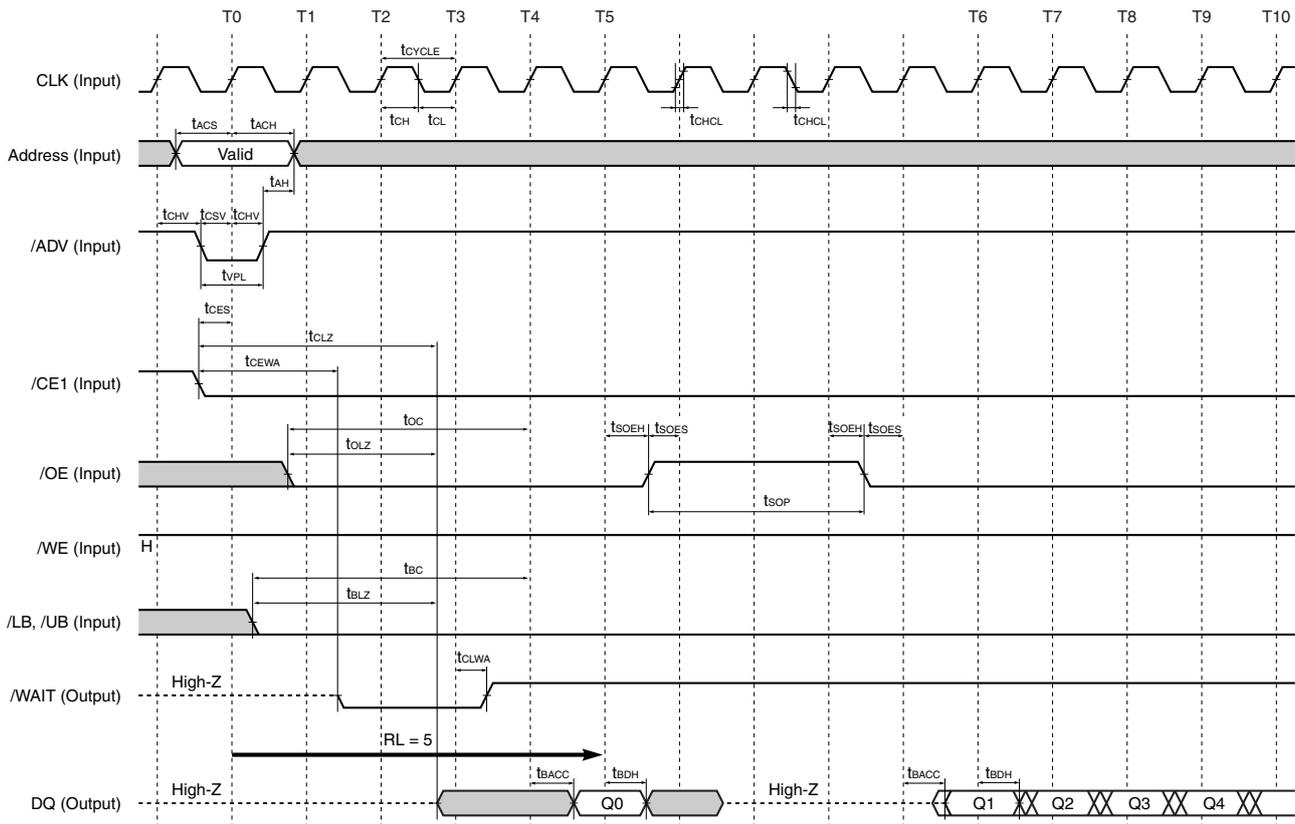 T0 T1 T2 T3 T4 T5 T6 T7 T8 T9 T10
tCYCLE
CLK (Input)
tCH tCL tCHCL tCHCL
tACS tACH
Address (Input) Valid
tAH
tCHV tCSV tCHV
/ADV (Input)
tVPL
tCES
tCLZ
tCEWA
/CE1 (Input)
tOC
tSOEH tSOES tSOEH tSOES
tOLZ
/OE (Input)
tSOP
/WE (Input) H
tBC
tBLZ
/LB, /UB (Input)
tCLWA
High-Z
/WAIT (Output)
RL = 5
tBACC tBDH tBACC tBDH
High-Z High-Z
DQ (Output) Q0 Q1 Q2 Q3 Q4